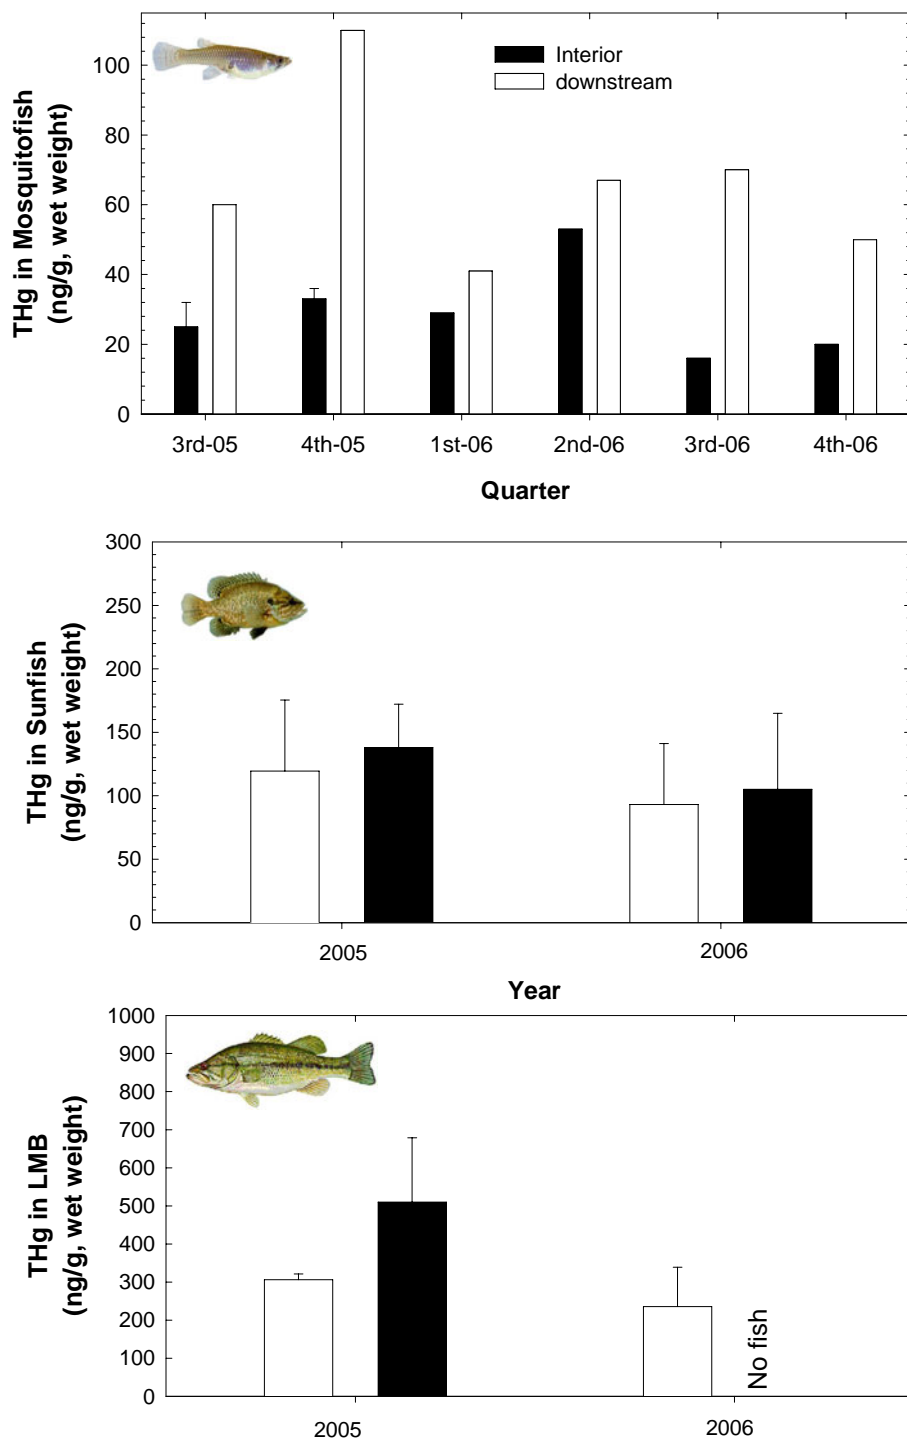 THg in Mosquitofish
(ng/g, wet weight)
100
80
60
40
20
0
Interior
downstream
3rd-05 4th-05 1st-06 2nd-06 3rd-06 4th-06
Quarter
THg in Sunfish
(ng/g, wet weight)
300
250
200
150
100
50
0
2005 2006
Year
THg in LMB
(ng/g, wet weight)
1000
900
800
700
600
500
400
300
200
100
0
No fish
2005 2006